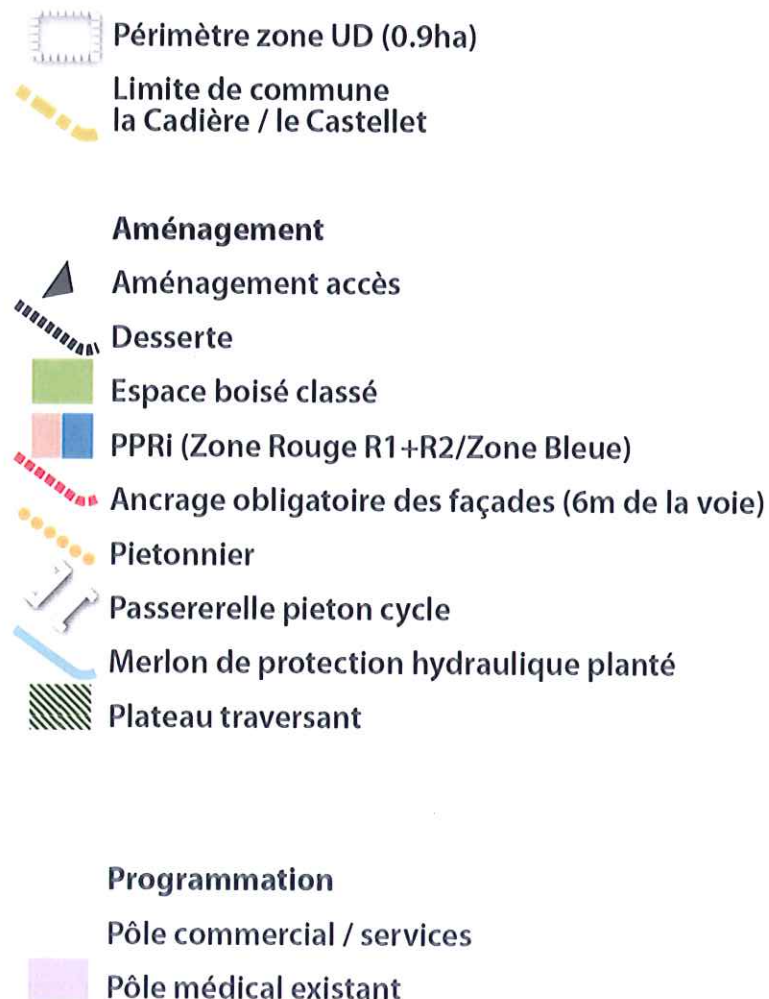 Périmètre zone UD (0.9ha)
Limite de commune
la Cadière / le Castellet
Aménagement
Aménagement accès
Desserte
Espace boisé classé
PPRi (Zone Rouge R1+R2/Zone Bleue)
Ancrage obligatoire des façades (6m de la voie)
Pietonnier
Passererelle pieton cycle
Merlon de protection hydraulique planté
Plateau traversant
Programmation
Pôle commercial / services
Pôle médical existant